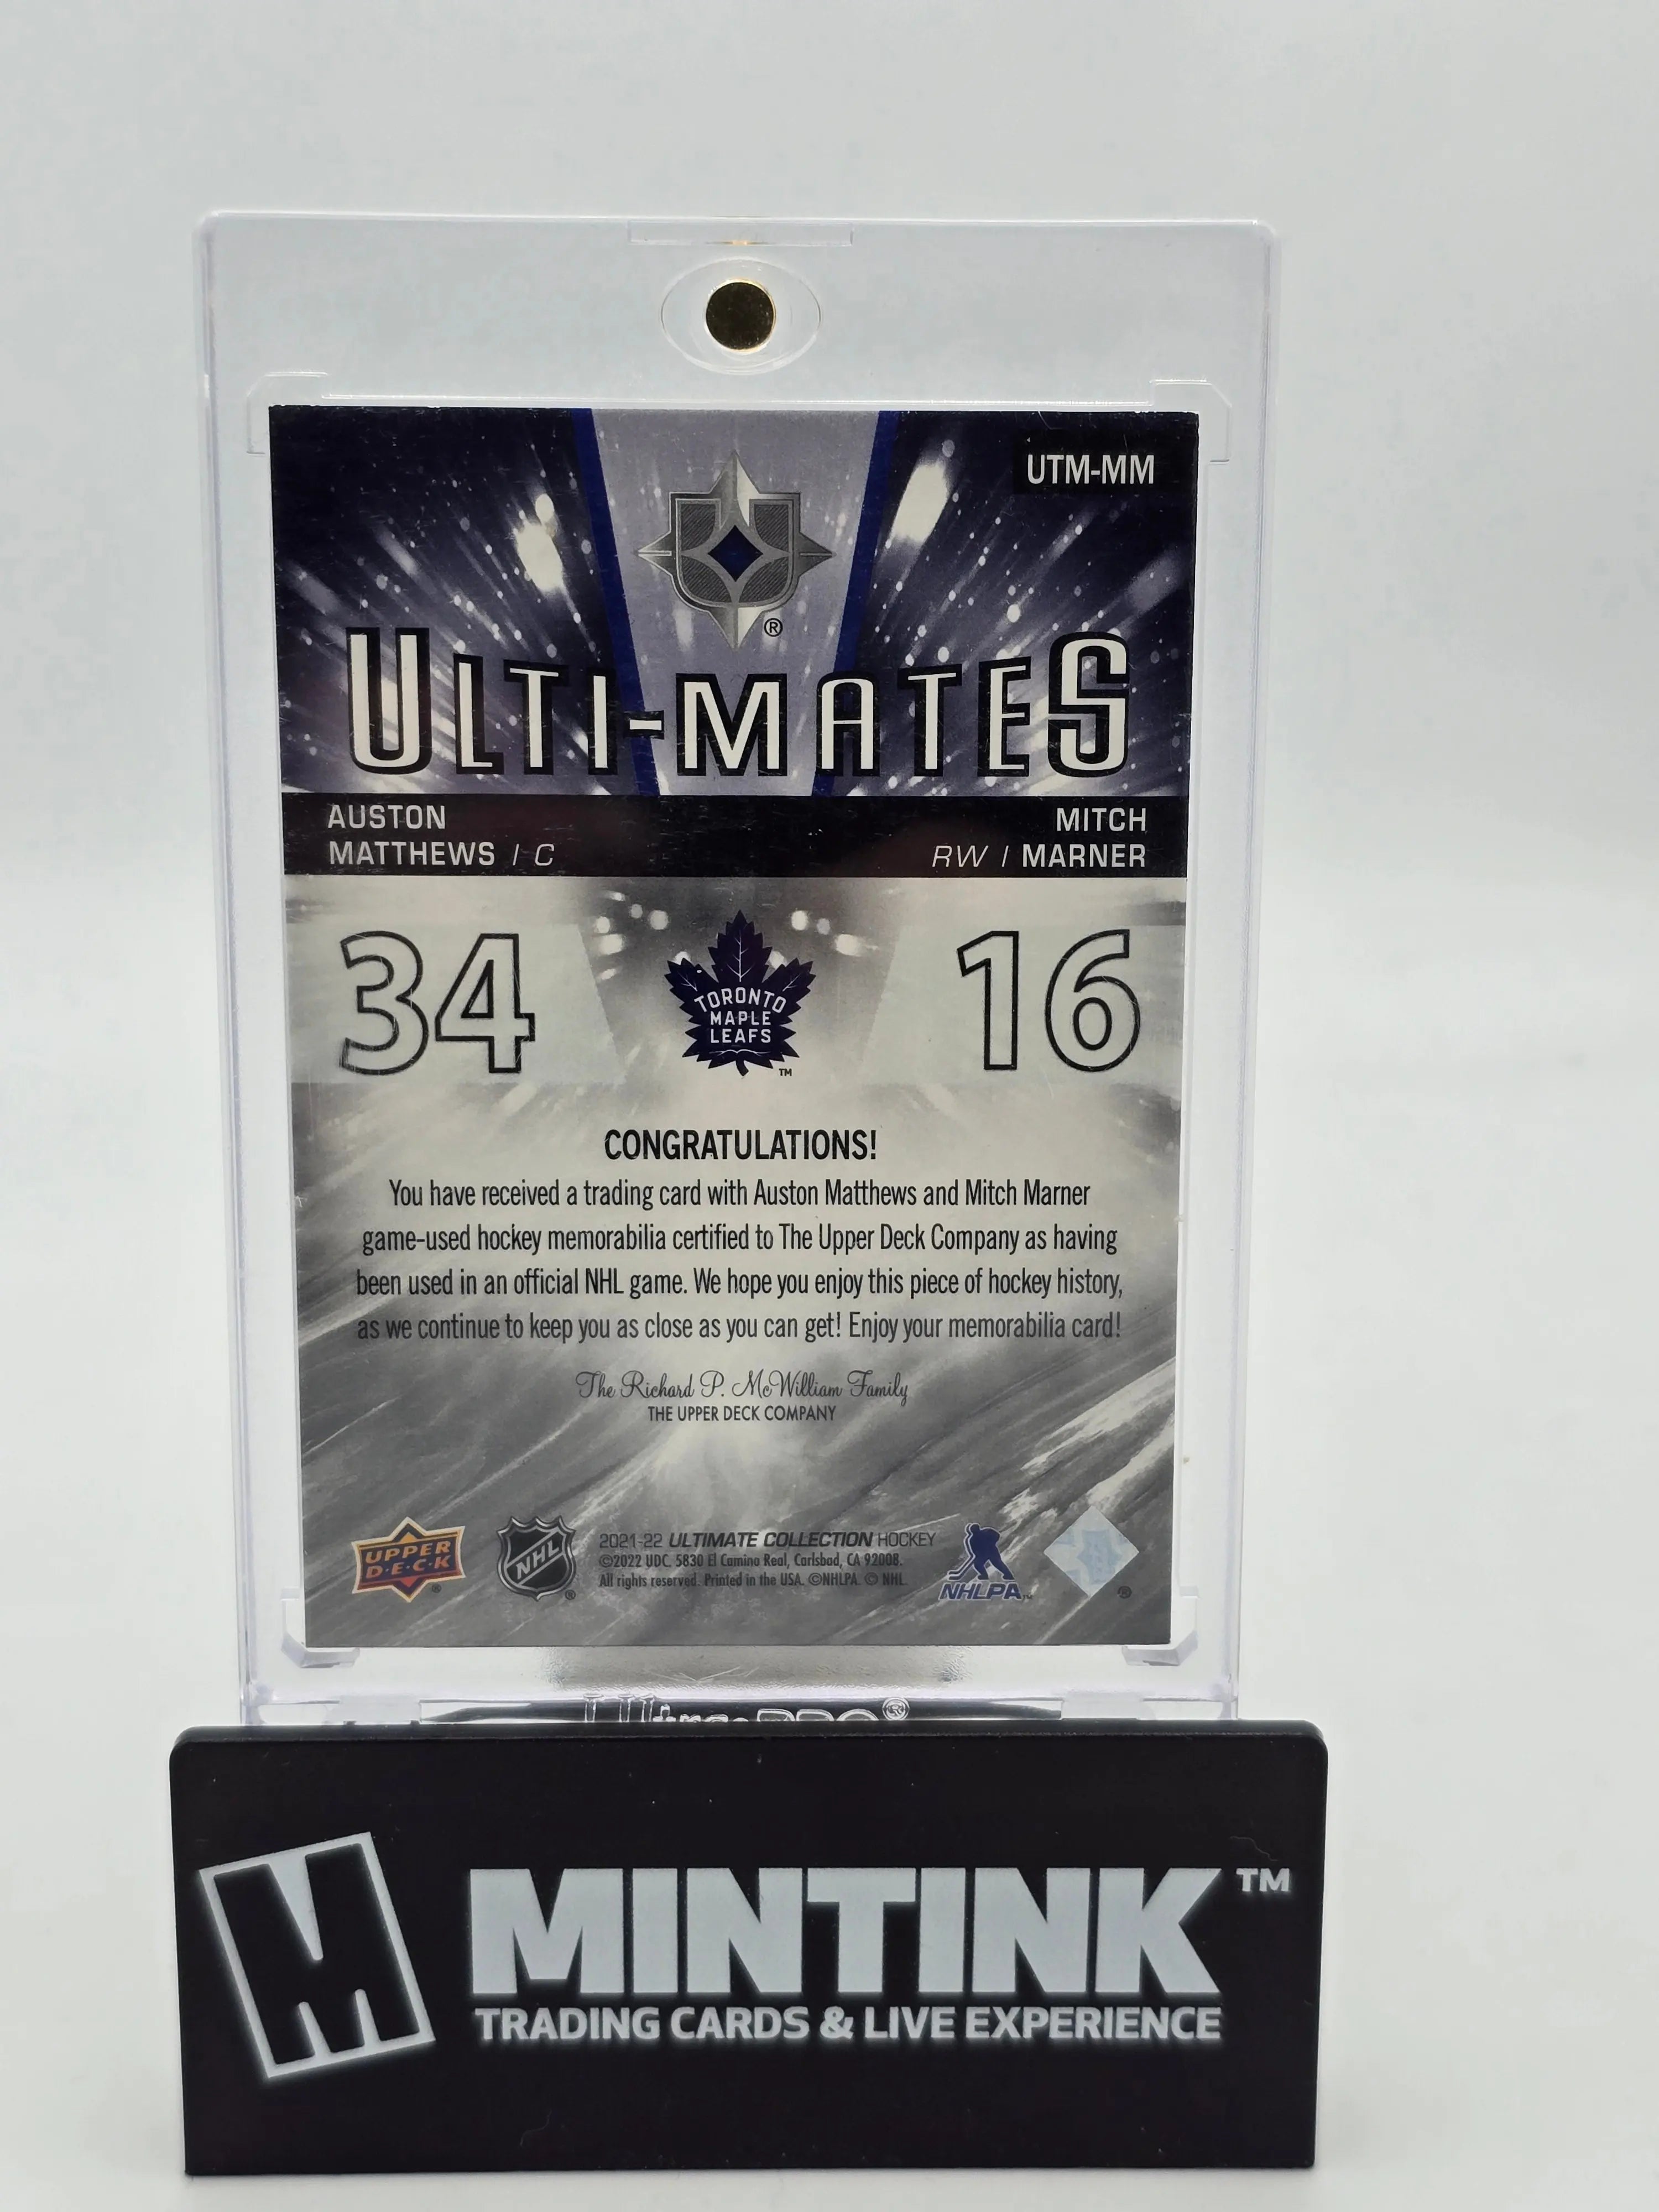 UTM-MM
®
ULTI-MATES
AUSTON
MATTHEWS / C
MITCH
RW / MARNER
34
TORONTO
MAPLE
LEAFS
TM
16
CONGRATULATIONS!
You have received a trading card with Auston Matthews and Mitch Marner
game-used hockey memorabilia certified to The Upper Deck Company as having
been used in an official NHL game. We hope you enjoy this piece of hockey history,
as we continue to keep you as close as you can get! Enjoy your memorabilia card!
The Richard P. McWilliam Family
THE UPPER DECK COMPANY
UPPER
D·E·C·K
®
NHL
®
2021-22 ULTIMATE COLLECTION HOCKEY
©2022 UDC. 5830 El Camino Real, Carlsbad, CA 92008.
All rights reserved. Printed in the USA. ©NHLPA. © NHL.
NHLPA™
®
Ultra·PRO®
M MINTINK™
TRADING CARDS & LIVE EXPERIENCE